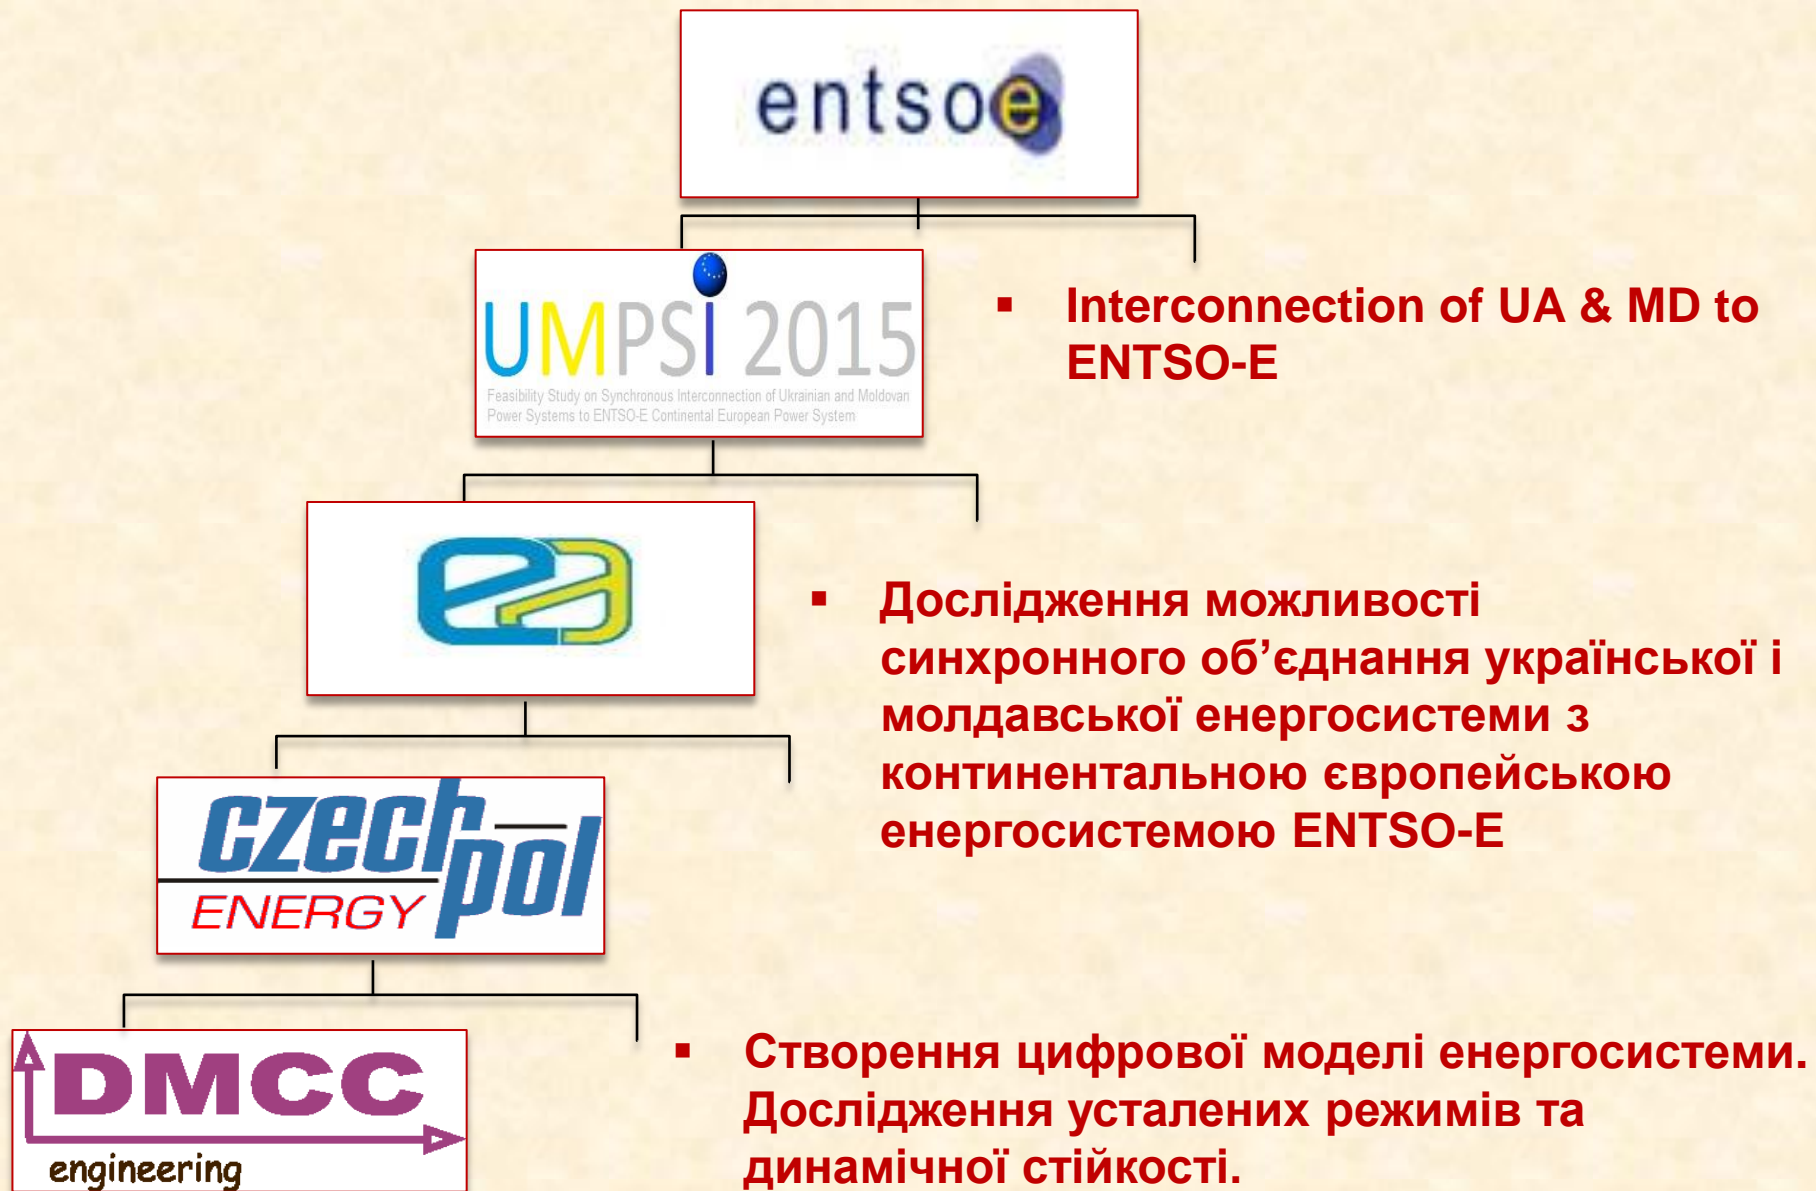 entsoe
UMPSi 2015
Feasibility Study on Synchronous Interconnection of Ukrainian and Moldovan
Power Systems to ENTSO-E Continental European Power System
▪ Interconnection of UA & MD to
ENTSO-E
ea
▪ Дослідження можливості
синхронного об’єднання української і
молдавської енергосистеми з
континентальною європейською
енергосистемою ENTSO-E
czech
pol
ENERGY
DMCC
engineering
▪ Створення цифрової моделі енергосистеми.
Дослідження усталених режимів та
динамічної стійкості.